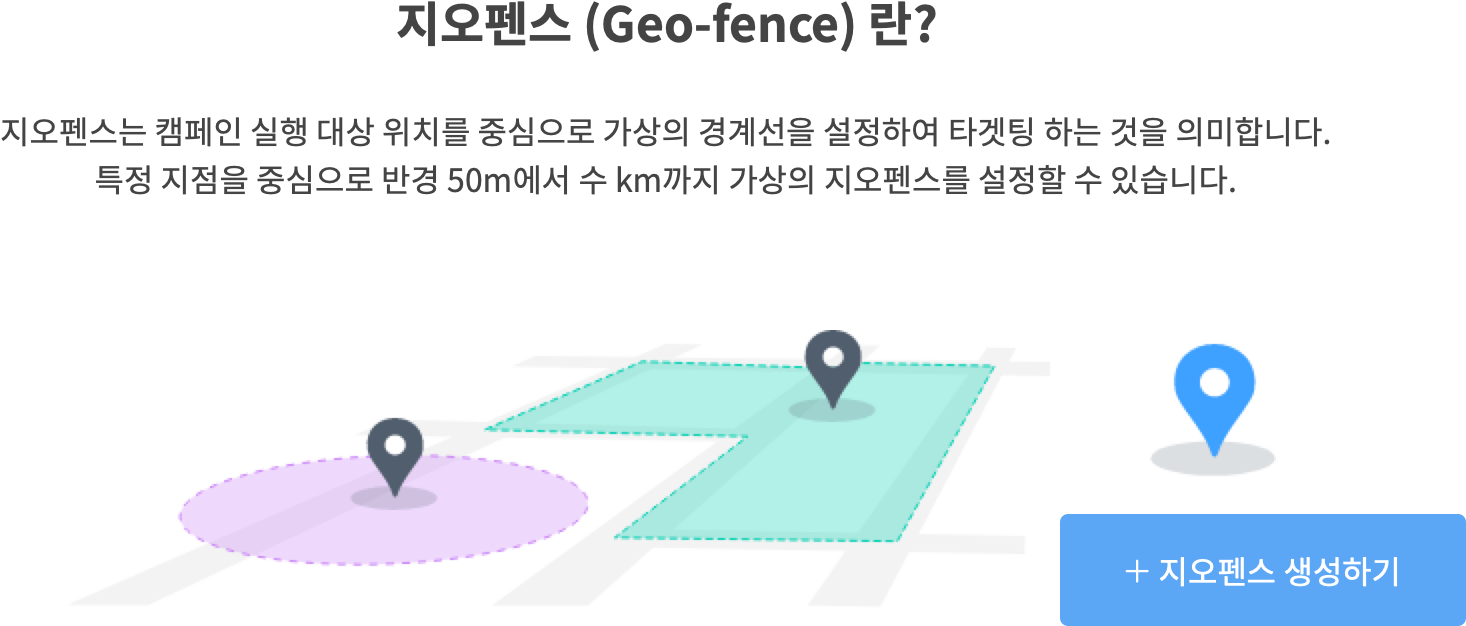 지오펜스 (Geo-fence) 란?
지오펜스는 캠페인 실행 대상 위치를 중심으로 가상의 경계선을 설정하여 타겟팅 하는 것을 의미합니다.
특정 지점을 중심으로 반경 50m에서 수 km까지 가상의 지오펜스를 설정할 수 있습니다.
+ 지오펜스 생성하기